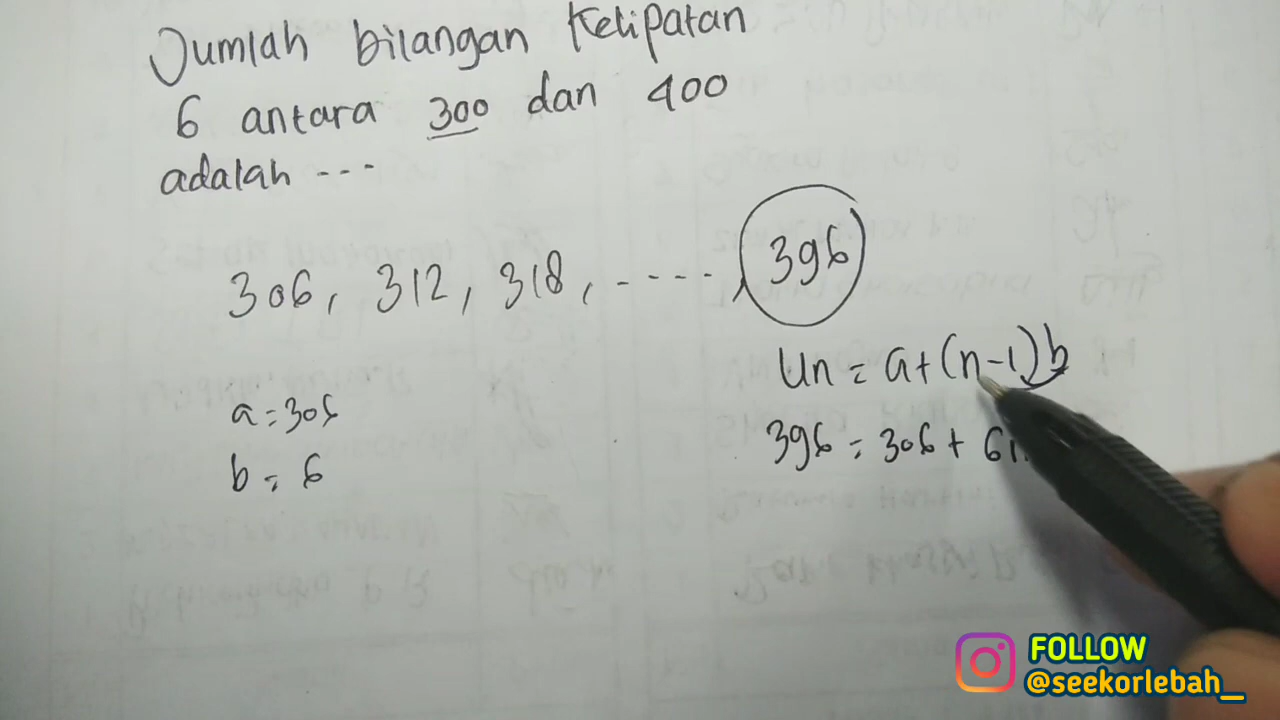 Jumlah bilangan Kelipatan
6 antara 300 dan 400
adalah ---
306, 312, 318, ----, 396
Un = a+(n-1)b
a = 306
396 = 306 + 6n
b = 6
FOLLOW
@seekorlebah_